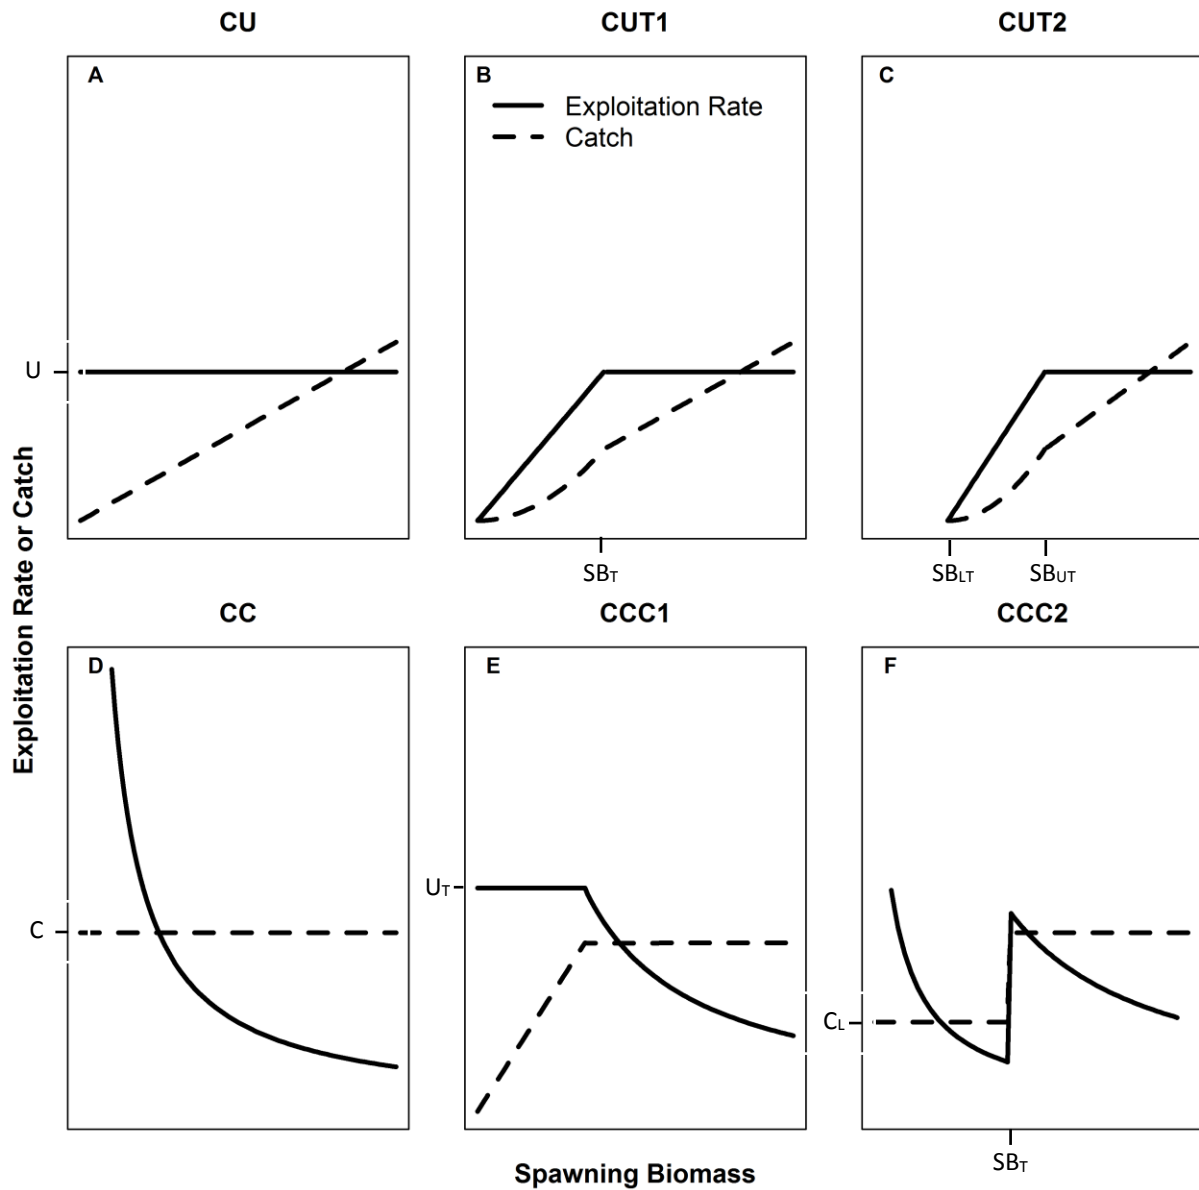 CU
CUT1
CUT2
A
B
C
Exploitation Rate
Catch
U
SBT
SBLT
SBUT
Exploitation Rate or Catch
CC
CCC1
CCC2
D
E
F
C
UT
CL
SBT
Spawning Biomass